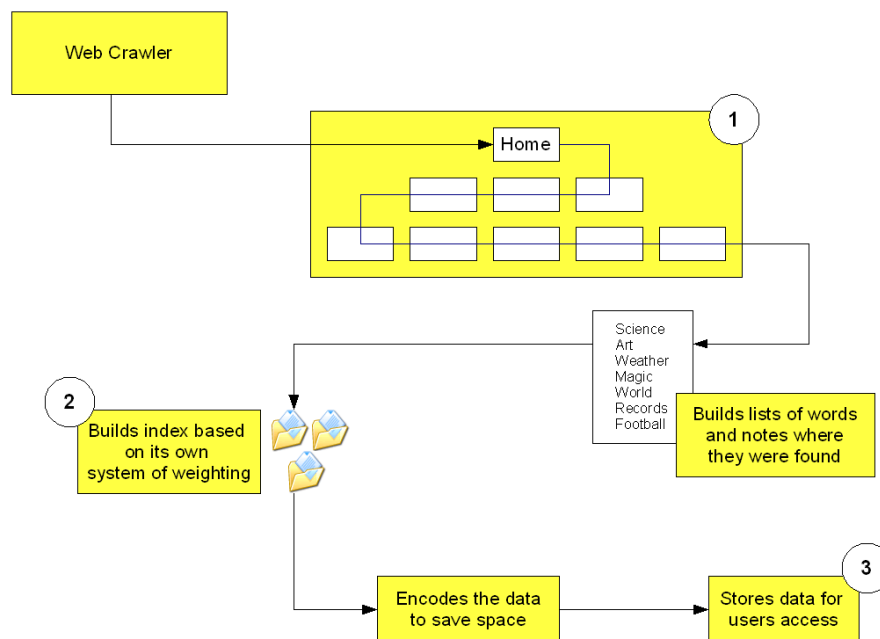 Web Crawler
1
Home
Science
Art
Weather
Magic
World
Records
Football
Builds lists of words
and notes where
they were found
2
Builds index based
on its own
system of weighting
Encodes the data
to save space
3
Stores data for
users access